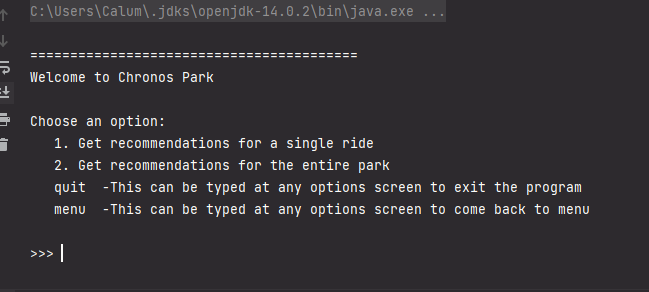 C:\Users\Calum\.jdks\openjdk-14.0.2\bin\java.exe ...
=========================================
Welcome to Chronos Park
Choose an option:
1. Get recommendations for a single ride
2. Get recommendations for the entire park
quit  -This can be typed at any options screen to exit the program
menu  -This can be typed at any options screen to come back to menu
>>>